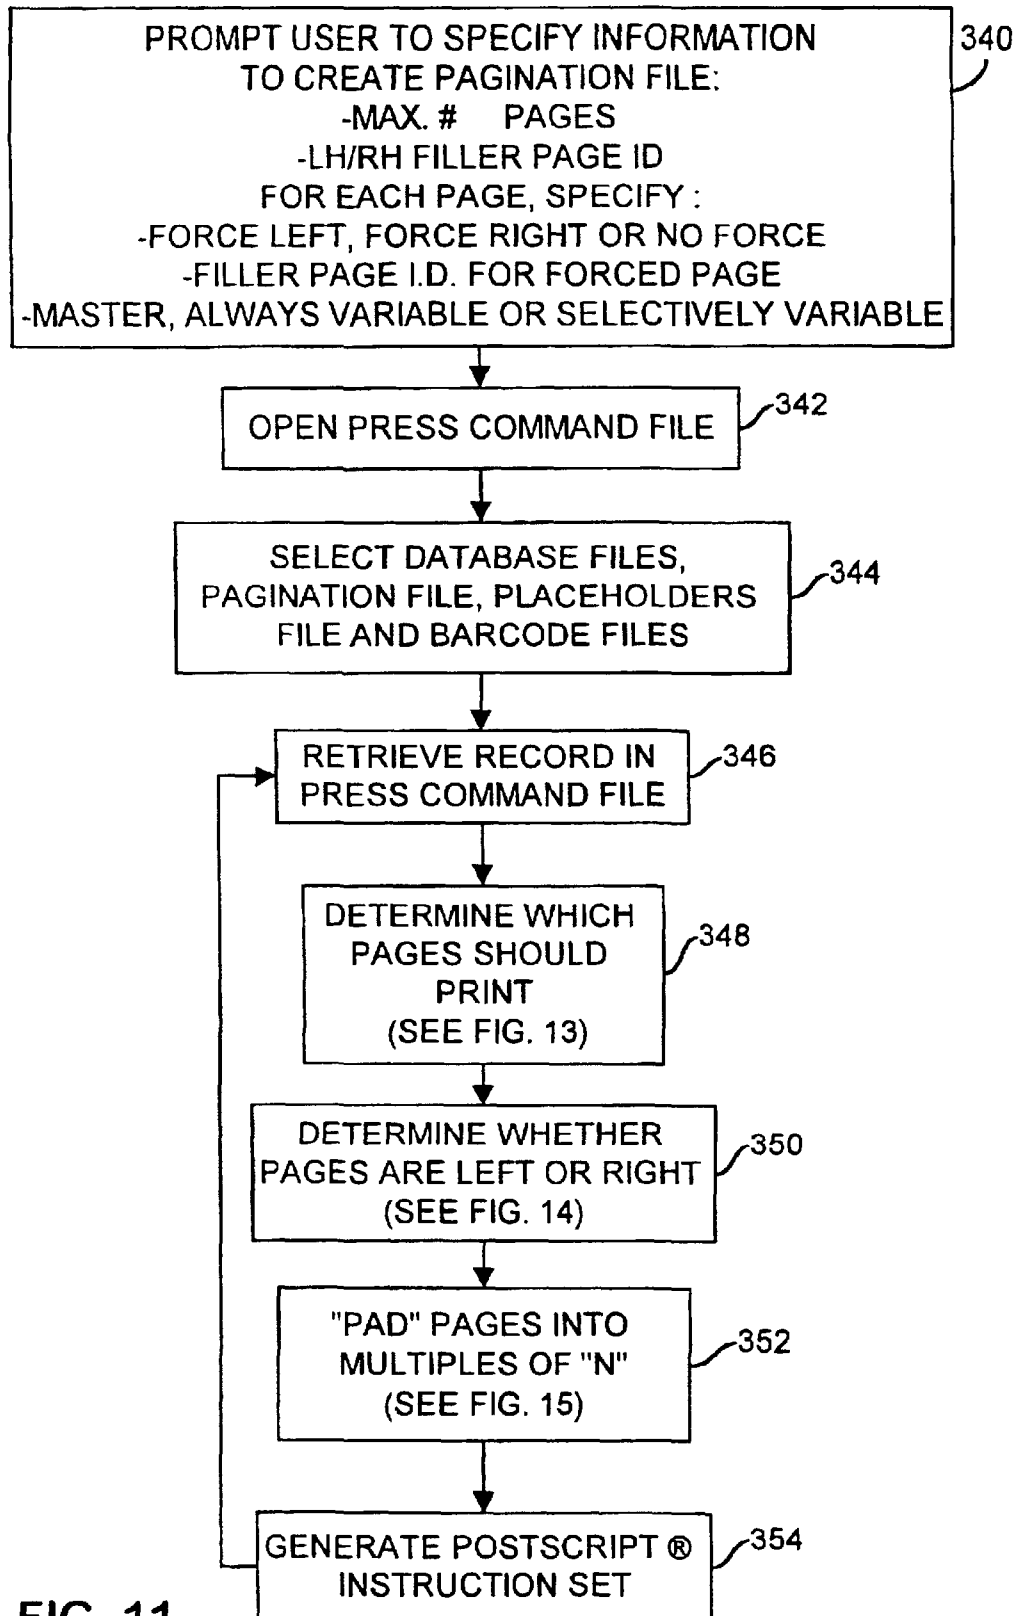 PROMPT USER TO SPECIFY INFORMATION
TO CREATE PAGINATION FILE:
-MAX. # PAGES
-LH/RH FILLER PAGE ID
FOR EACH PAGE, SPECIFY :
-FORCE LEFT, FORCE RIGHT OR NO FORCE
-FILLER PAGE I.D. FOR FORCED PAGE
-MASTER, ALWAYS VARIABLE OR SELECTIVELY VARIABLE
340
OPEN PRESS COMMAND FILE
342
SELECT DATABASE FILES,
PAGINATION FILE, PLACEHOLDERS
FILE AND BARCODE FILES
344
RETRIEVE RECORD IN
PRESS COMMAND FILE
346
DETERMINE WHICH
PAGES SHOULD
PRINT
(SEE FIG. 13)
348
DETERMINE WHETHER
PAGES ARE LEFT OR RIGHT
(SEE FIG. 14)
350
"PAD" PAGES INTO
MULTIPLES OF "N"
(SEE FIG. 15)
352
GENERATE POSTSCRIPT ®
INSTRUCTION SET
354
FIG. 11